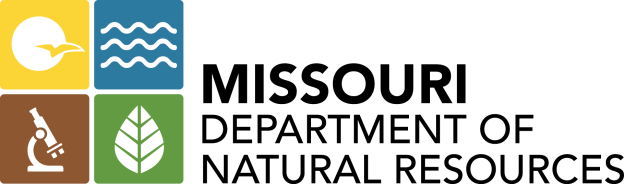 MISSOURI
DEPARTMENT OF
NATURAL RESOURCES